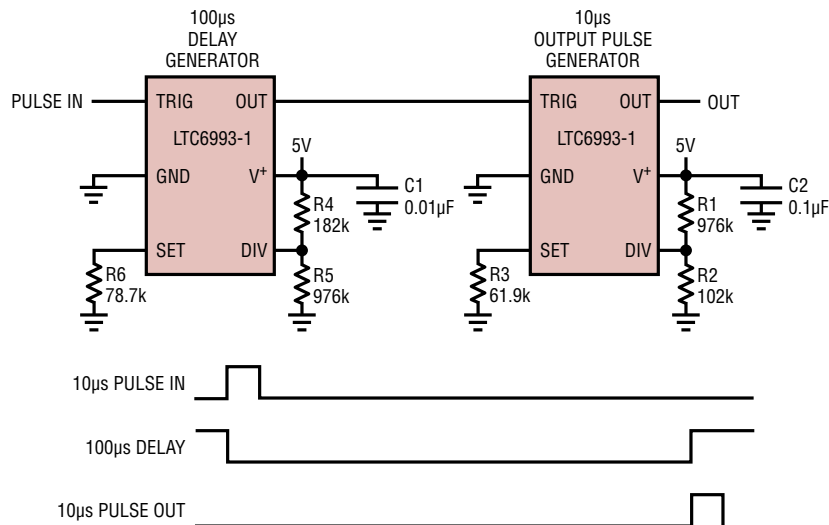 100µs
DELAY
GENERATOR
10µs
OUTPUT PULSE
GENERATOR
PULSE IN
TRIG OUT
LTC6993-1
GND V+
SET DIV
5V
R4
182k
R5
976k
C1
0.01µF
R6
78.7k
TRIG OUT
LTC6993-1
GND V+
SET DIV
OUT
5V
R1
976k
R2
102k
C2
0.1µF
R3
61.9k
10µs PULSE IN
100µs DELAY
10µs PULSE OUT